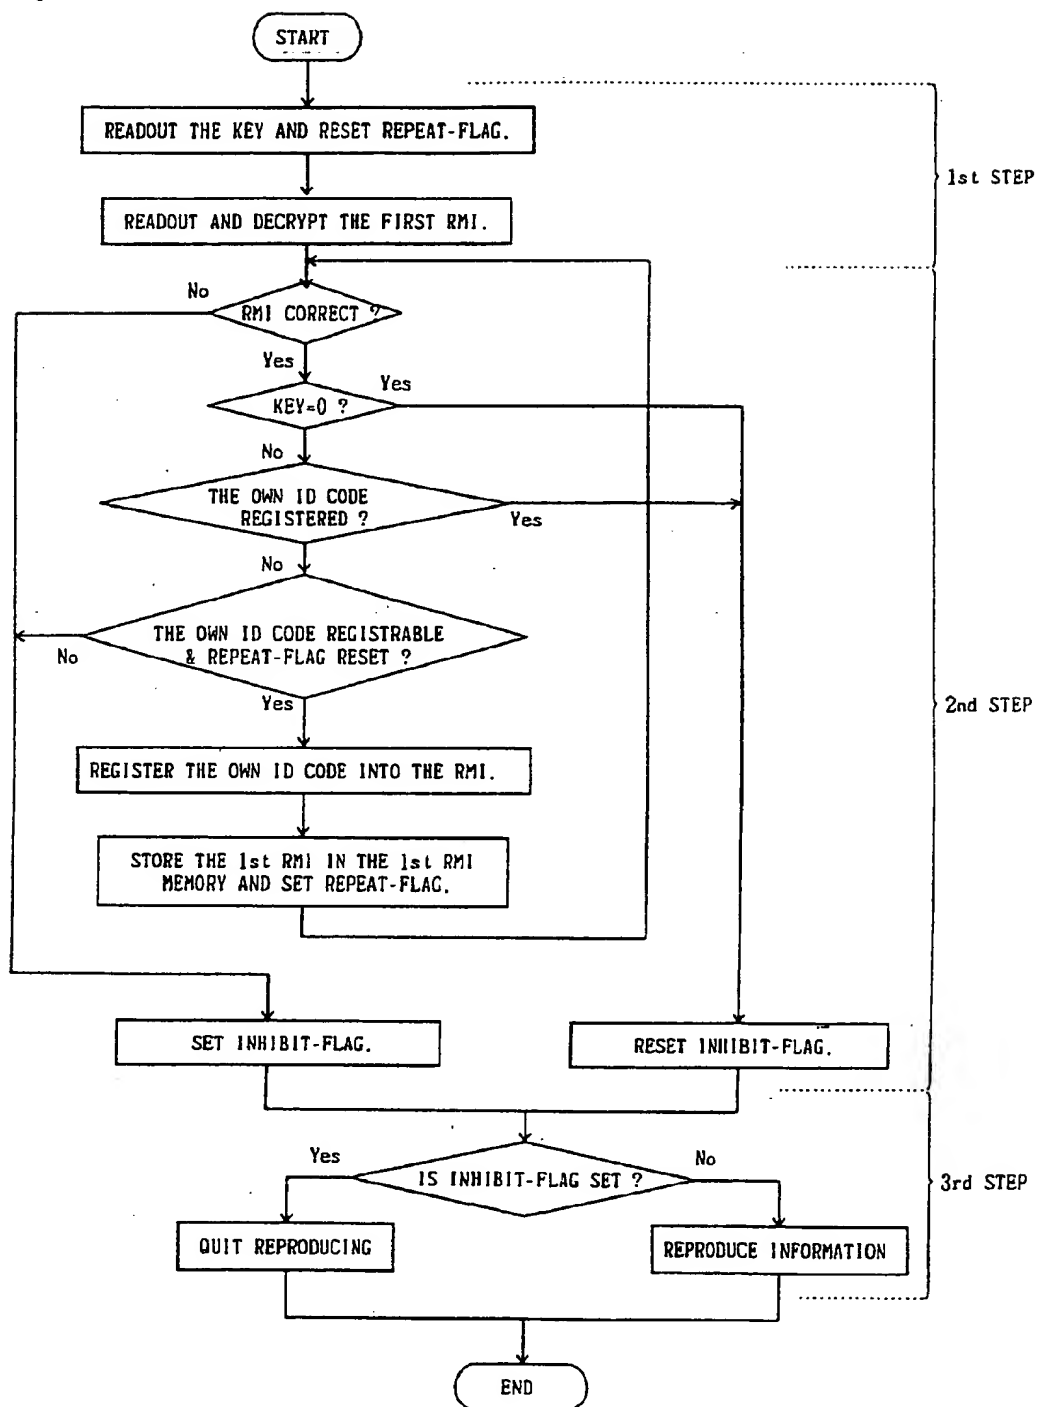 START
READOUT THE KEY AND RESET REPEAT-FLAG.
1st STEP
READOUT AND DECRYPT THE FIRST RMI.
No
RMI CORRECT ?
Yes
Yes
KEY=0 ?
No
THE OWN ID CODE
REGISTERED ?
Yes
No
THE OWN ID CODE REGISTRABLE
& REPEAT-FLAG RESET ?
No
Yes
2nd STEP
REGISTER THE OWN ID CODE INTO THE RMI.
STORE THE 1st RMI IN THE 1st RMI
MEMORY AND SET REPEAT-FLAG.
SET INHIBIT-FLAG.
RESET INHIBIT-FLAG.
Yes
No
IS INHIBIT-FLAG SET ?
3rd STEP
QUIT REPRODUCING
REPRODUCE INFORMATION
END